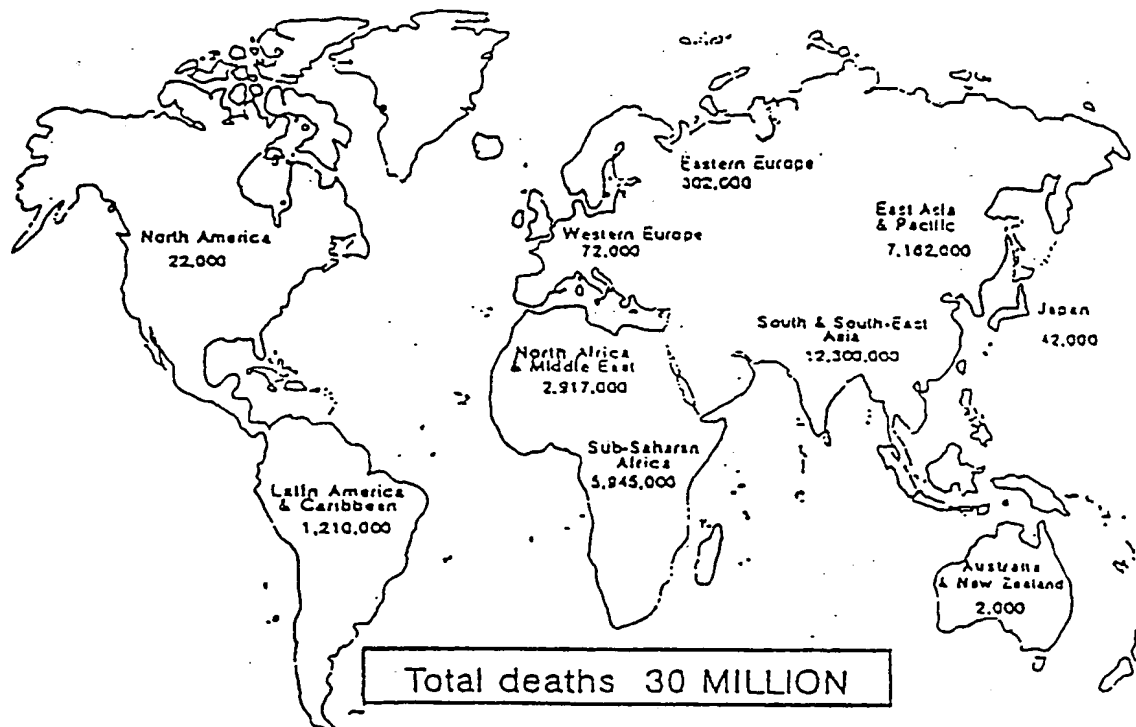 Eastern Europe
302,000
East Asia
& Pacific
7,162,000
North America
22,000
Western Europe
72,000
Japan
42,000
South & South-East
Asia
12,300,000
North Africa
& Middle East
2,917,000
Sub-Saharan
Africa
5,945,000
Latin America
& Caribbean
1,210,000
Australia
& New Zealand
2,000
Total deaths 30 MILLION